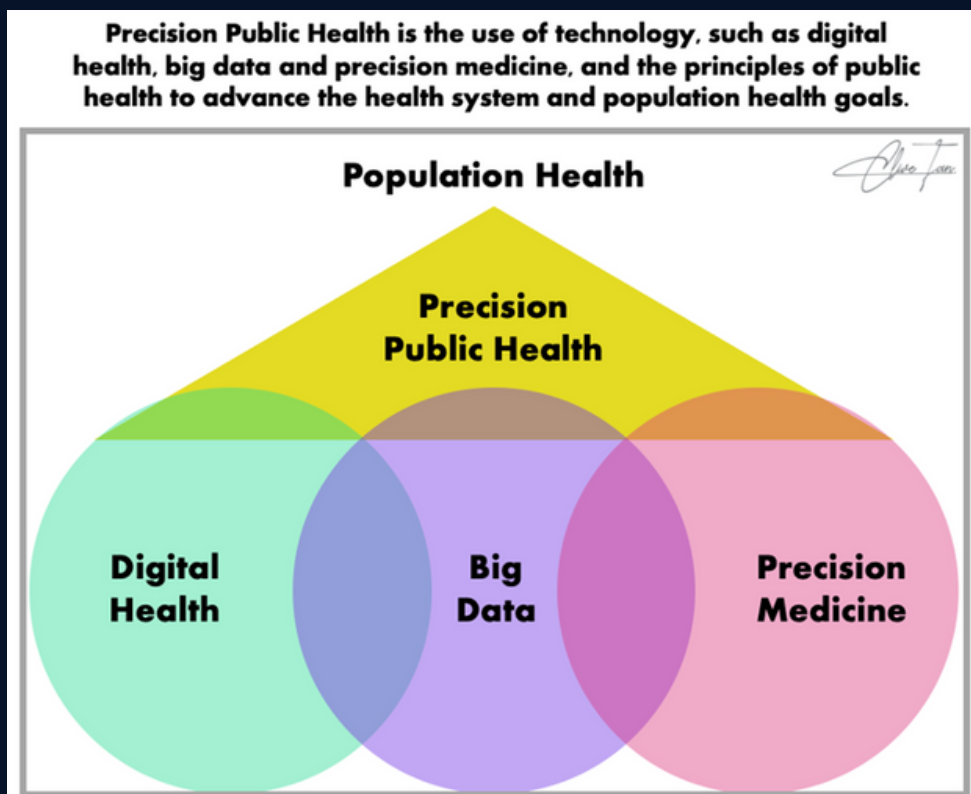 Precision Public Health is the use of technology, such as digital
health, big data and precision medicine, and the principles of public
health to advance the health system and population health goals.
Population Health
Precision
Public Health
Digital
Health
Big
Data
Precision
Medicine